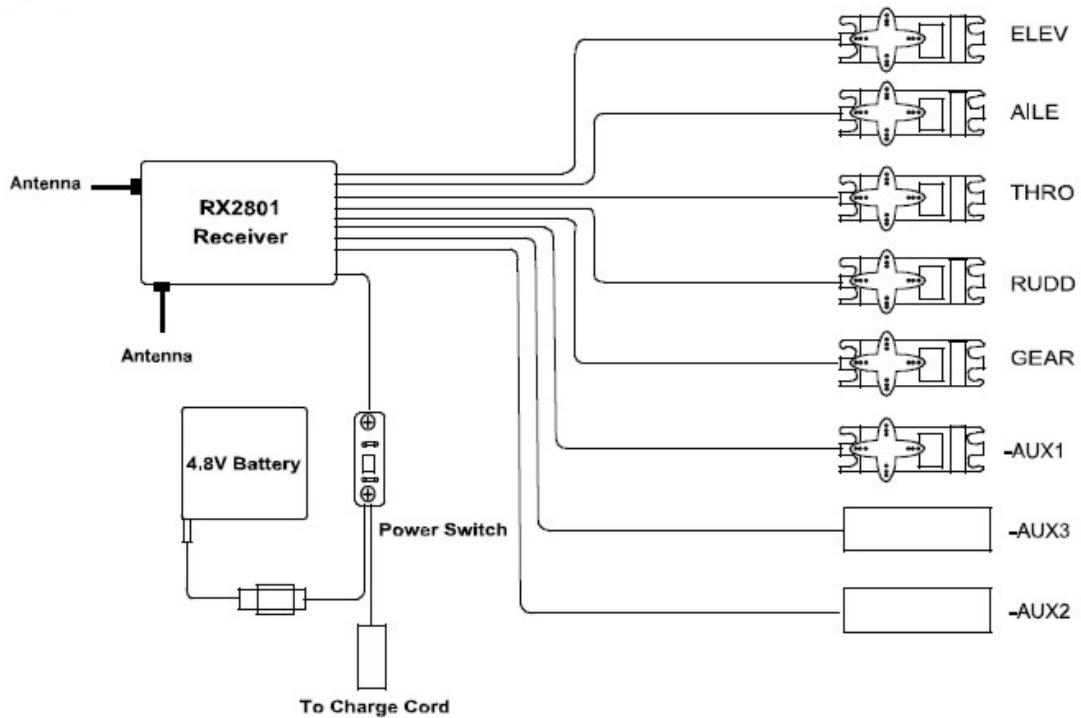 ELEV
AILE
Antenna
RX2801
Receiver
THRO
RUDD
Antenna
GEAR
4.8V Battery
-AUX1
Power Switch
-AUX3
-AUX2
To Charge Cord